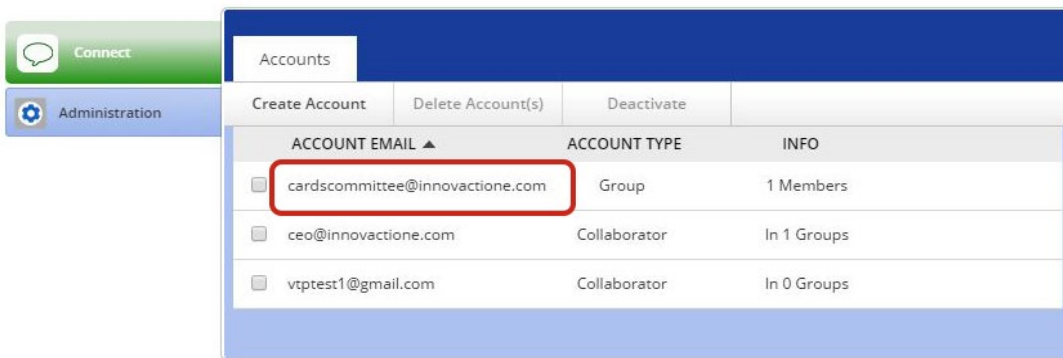 Connect
Administration
Accounts
Create Account Delete Account(s) Deactivate
ACCOUNT EMAIL ▲ ACCOUNT TYPE INFO
cardscommittee@innovactione.com Group 1 Members
ceo@innovactione.com Collaborator In 1 Groups
vtptest1@gmail.com Collaborator In 0 Groups